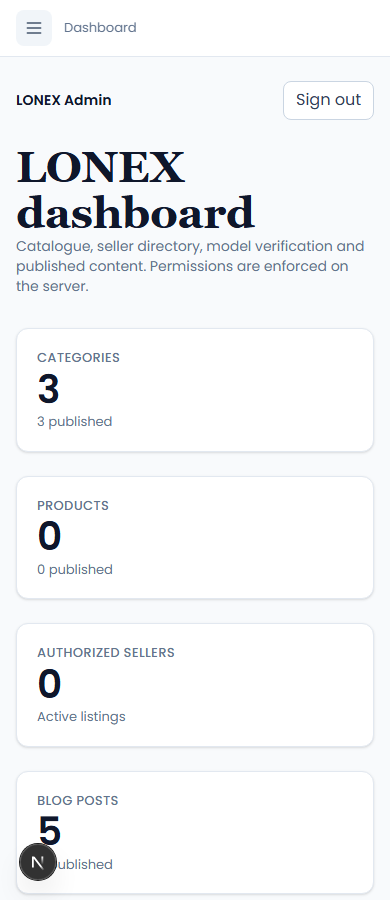 Dashboard
LONEX Admin
Sign out
LONEX
dashboard
Catalogue, seller directory, model verification and
published content. Permissions are enforced on
the server.
CATEGORIES
3
3 published
PRODUCTS
0
0 published
AUTHORIZED SELLERS
0
Active listings
BLOG POSTS
5
ublished
N